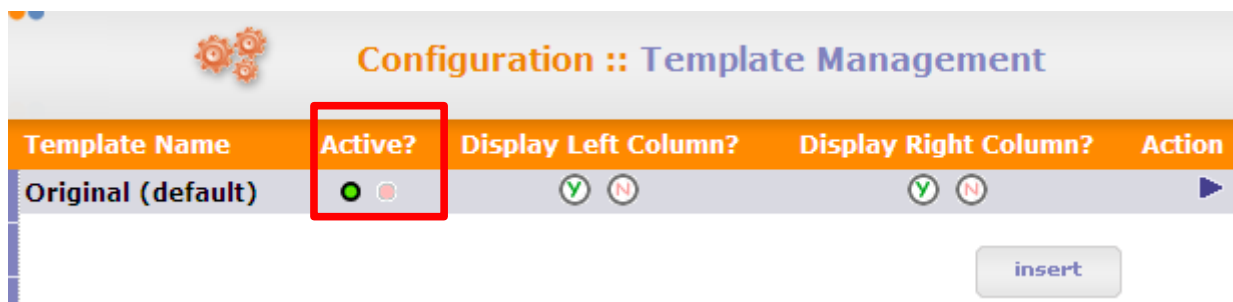 Configuration :: Template Management
Template Name Active? Display Left Column? Display Right Column? Action
Original (default) Y N Y N
insert